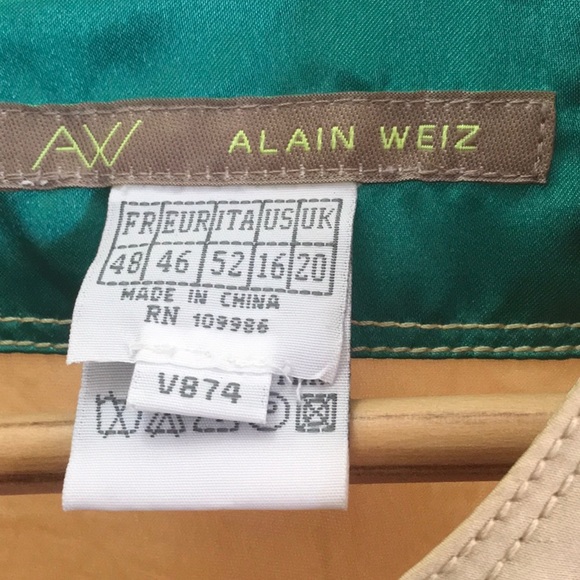 AW ALAIN WEIZ
FR EUR ITA US UK
48 46 52 16 20
MADE IN CHINA
RN 109986
V874